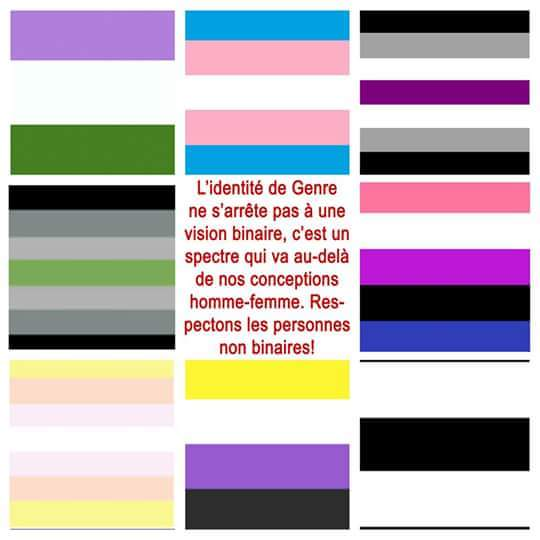 L'identité de Genre
ne s'arrête pas à une
vision binaire, c'est un
spectre qui va au-delà
de nos conceptions
homme-femme. Res-
pectons les personnes
non binaires!